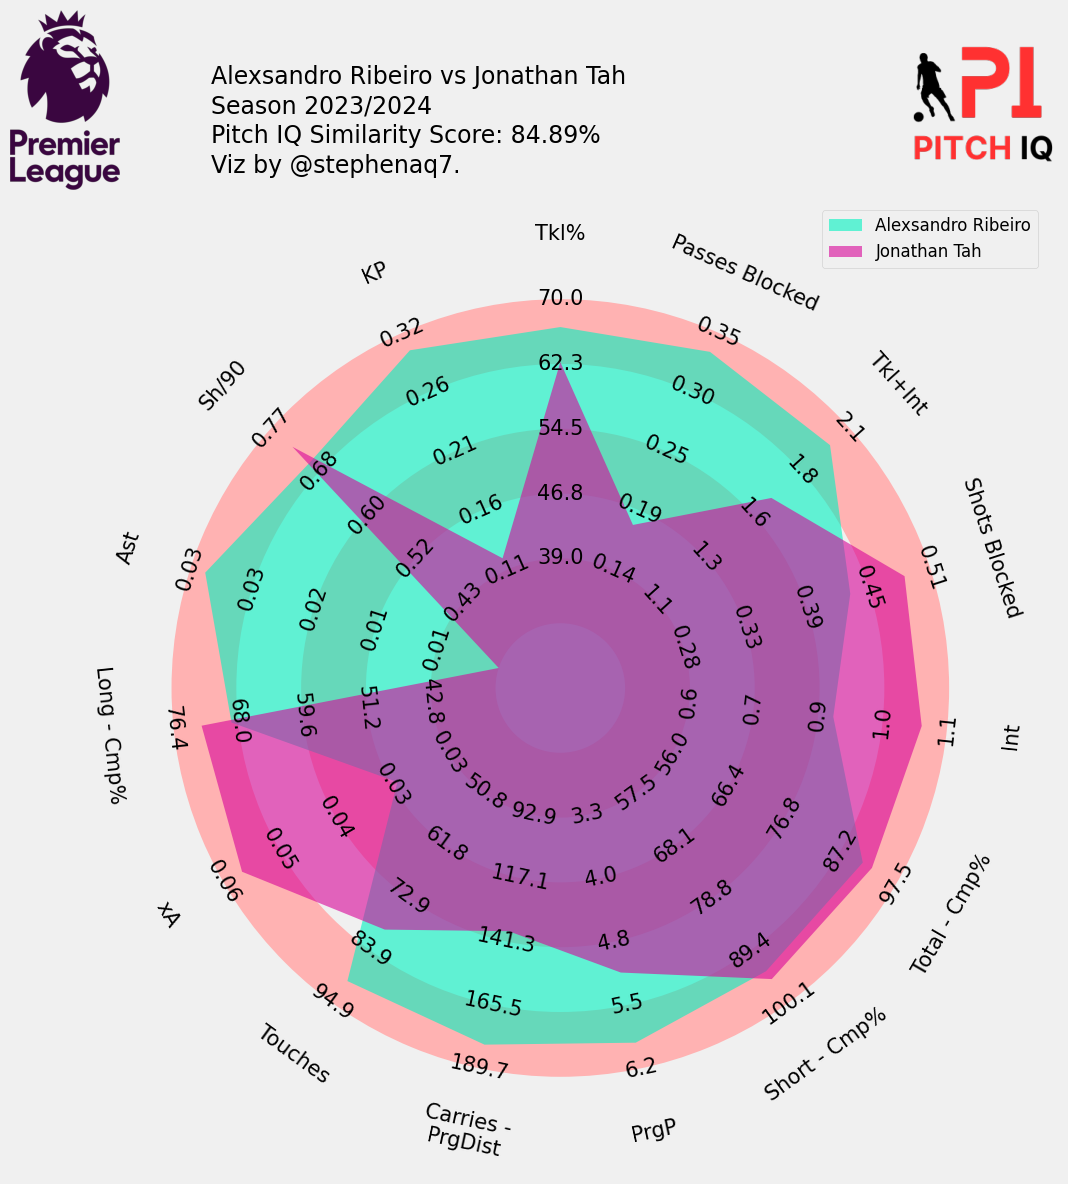 Premier
League
Alexsandro Ribeiro vs Jonathan Tah
Season 2023/2024
Pitch IQ Similarity Score: 84.89%
Viz by @stephenaq7.
PI
PITCH IQ
Alexsandro Ribeiro
Jonathan Tah
Tkl%
39.0
46.8
54.5
62.3
70.0
Passes Blocked
0.14
0.19
0.25
0.30
0.35
Tkl+Int
1.1
1.3
1.6
1.8
2.1
Shots Blocked
0.28
0.33
0.39
0.45
0.51
Int
0.6
0.7
0.9
1.0
1.1
Total - Cmp%
56.0
66.4
76.8
87.2
97.5
Short - Cmp%
57.5
68.1
78.8
89.4
100.1
PrgP
3.3
4.0
4.8
5.5
6.2
Carries -
PrgDist
92.9
117.1
141.3
165.5
189.7
Touches
50.8
61.8
72.9
83.9
94.9
xA
0.03
0.03
0.04
0.05
0.06
Long - Cmp%
42.8
51.2
59.6
68.0
76.4
Ast
0.01
0.01
0.02
0.03
0.03
Sh/90
0.43
0.52
0.60
0.68
0.77
KP
0.11
0.16
0.21
0.26
0.32